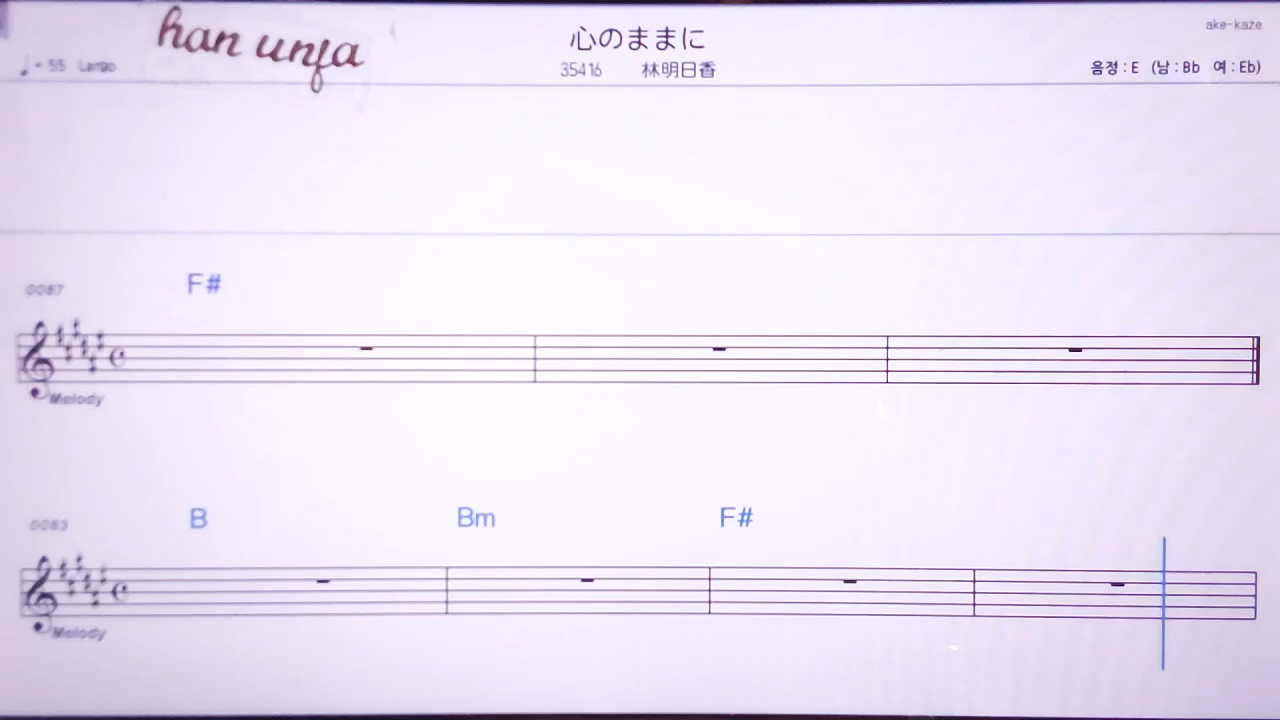 han unfa
心のままに
ake-kaze
♩= 55 Largo
35416 林明日香
음정 : E (남 : Bb 여 : Eb)
0087
F#
Melody
0083
B Bm F#
Melody